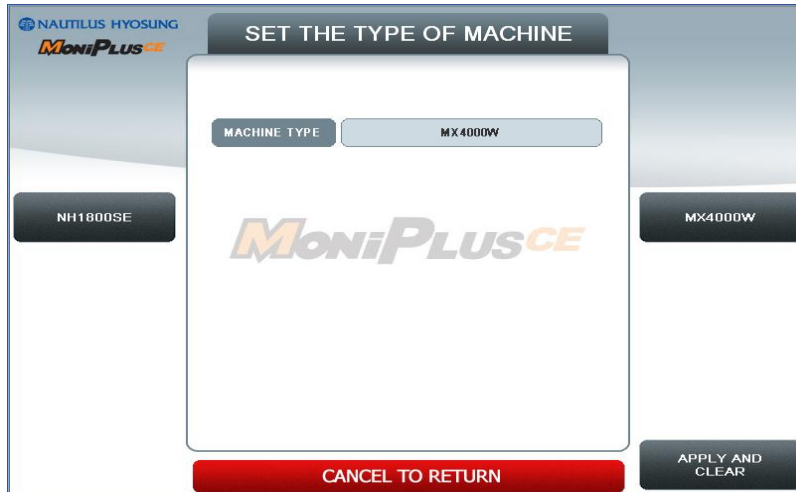 NAUTILUS HYOSUNG
MONiPLUSCE
SET THE TYPE OF MACHINE
MACHINE TYPE
MX4000W
NH1800SE
MX4000W
MONiPLUSCE
CANCEL TO RETURN
APPLY AND
CLEAR